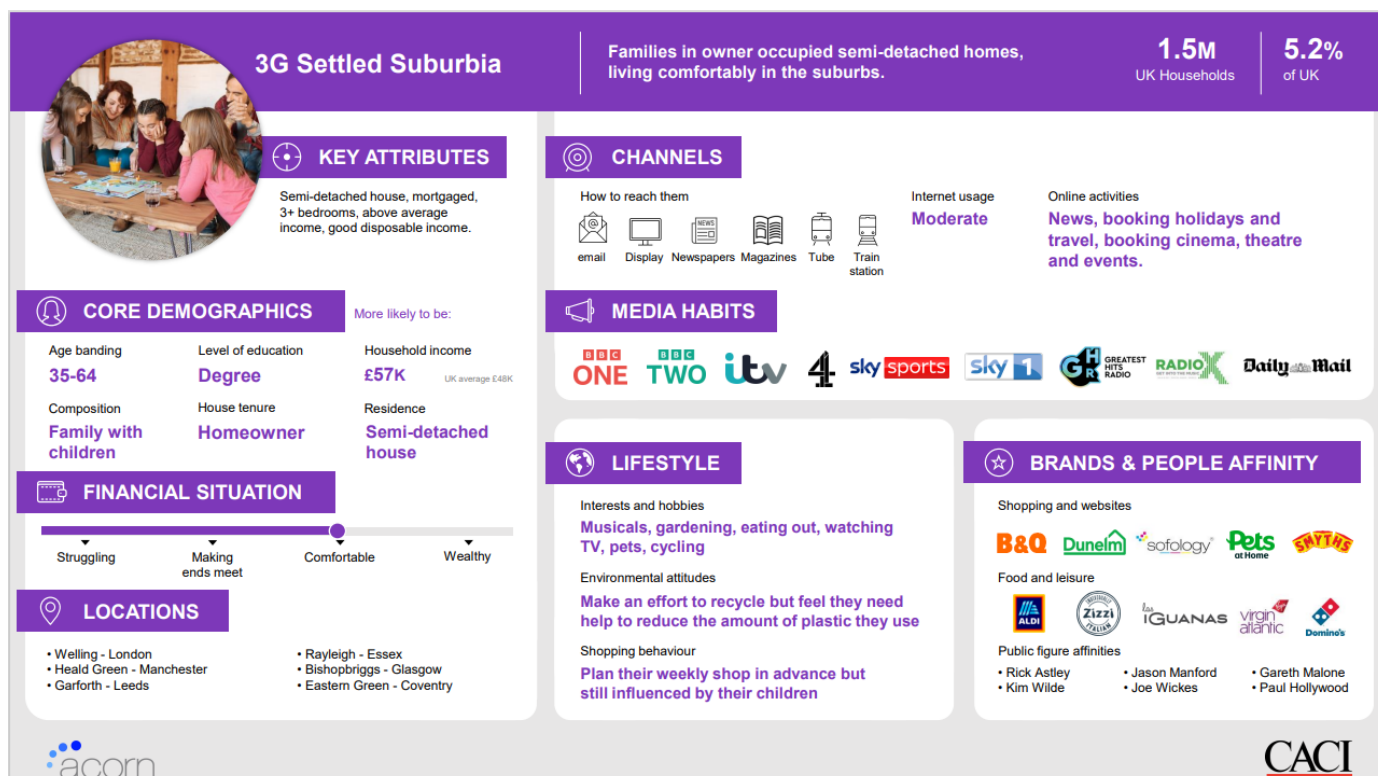 3G Settled Suburbia
Families in owner occupied semi-detached homes,
living comfortably in the suburbs.
1.5M
UK Households
5.2%
of UK
KEY ATTRIBUTES
Semi-detached house, mortgaged,
3+ bedrooms, above average
income, good disposable income.
CORE DEMOGRAPHICS
More likely to be:
Age banding
35-64
Level of education
Degree
Household income
£57K
UK average £48K
Composition
Family with
children
House tenure
Homeowner
Residence
Semi-detached
house
FINANCIAL SITUATION
Struggling
Making
ends meet
Comfortable
Wealthy
LOCATIONS
• Welling - London
• Heald Green - Manchester
• Garforth - Leeds
• Rayleigh - Essex
• Bishopbriggs - Glasgow
• Eastern Green - Coventry
CHANNELS
How to reach them
NEWS
email
Display
Newspapers
Magazines
Tube
Train
station
Internet usage
Moderate
Online activities
News, booking holidays and
travel, booking cinema, theatre
and events.
MEDIA HABITS
BBC
ONE
BBC
TWO
itv
4
sky sports
sky 1
GHR
GREATEST
HITS
RADIO
RADIO X
GET INTO THE MUSIC
Daily Mail
LIFESTYLE
Interests and hobbies
Musicals, gardening, eating out, watching
TV, pets, cycling
Environmental attitudes
Make an effort to recycle but feel they need
help to reduce the amount of plastic they use
Shopping behaviour
Plan their weekly shop in advance but
still influenced by their children
BRANDS & PEOPLE AFFINITY
Shopping and websites
B&Q
Dunelm
sofology
Pets
at Home
SMYTHS
Food and leisure
ALDI
Zizzi
ITALIAN
las
iGUANAS
virgin
atlantic
Domino's
Public figure affinities
• Rick Astley
• Kim Wilde
• Jason Manford
• Joe Wickes
• Gareth Malone
• Paul Hollywood
acorn
CACI